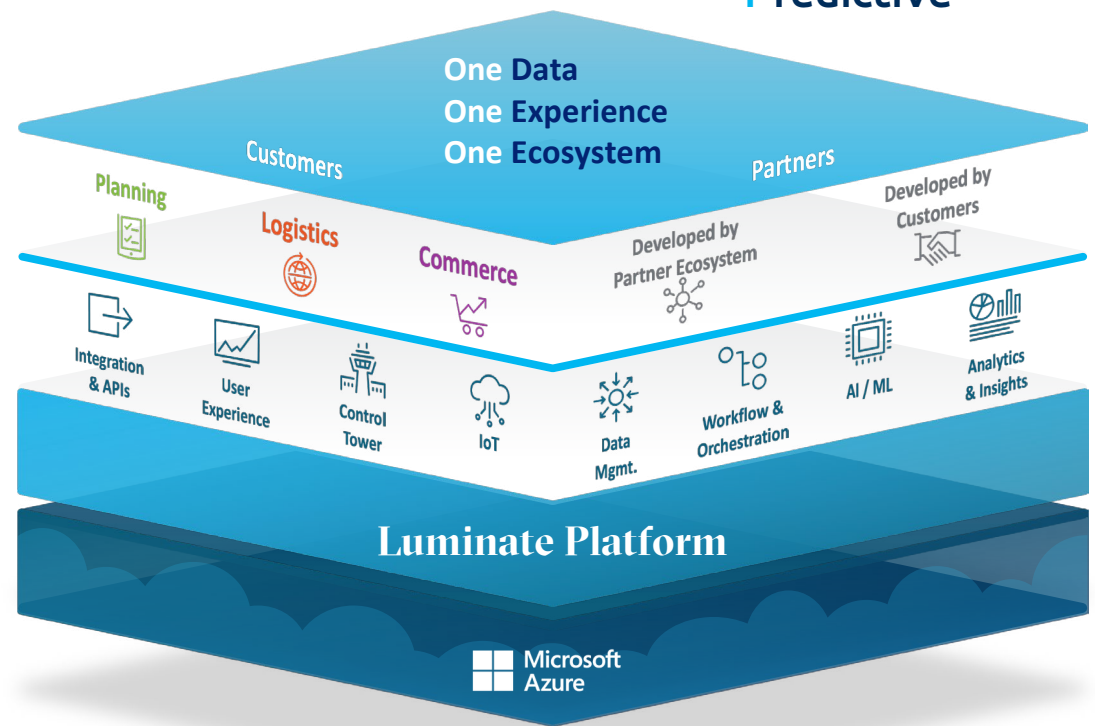 Predictive
One Data
One Experience
One Ecosystem
Customers
Partners
Planning
Logistics
Commerce
Developed by
Partner Ecosystem
Developed by
Customers
Integration
& APIs
User
Experience
Control
Tower
IoT
Data
Mgmt.
Workflow &
Orchestration
AI / ML
Analytics
& Insights
Luminate Platform
Microsoft
Azure